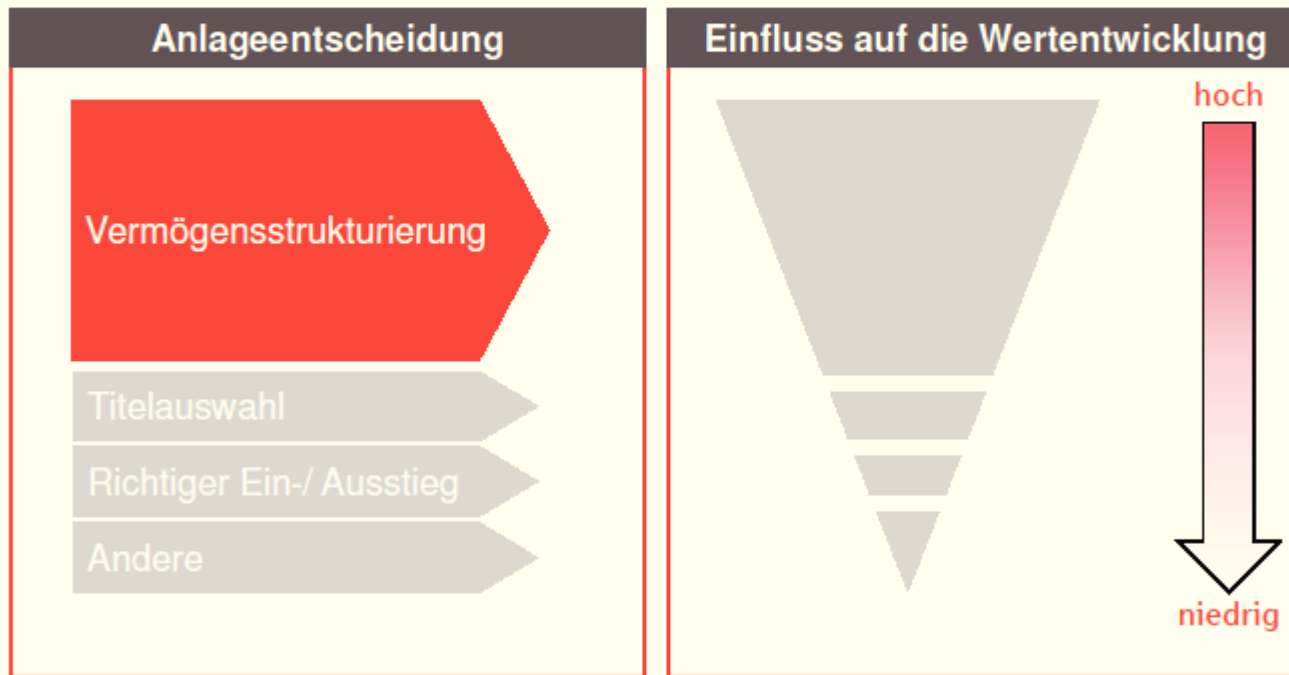 Anlageentscheidung
Einfluss auf die Wertentwicklung
hoch
Vermögensstrukturierung
Titelauswahl
Richtiger Ein-/ Ausstieg
Andere
niedrig